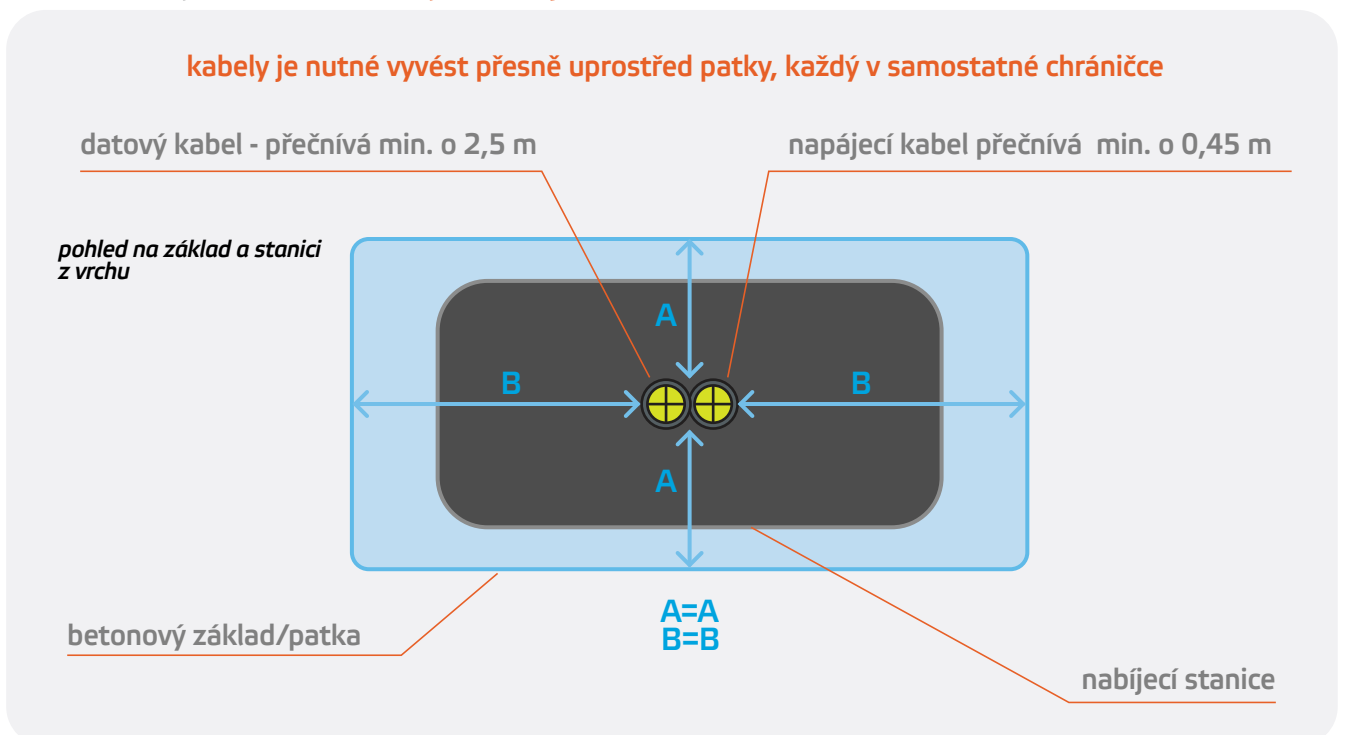 kabely je nutné vyvést přesně uprostřed patky, každý v samostatné chráničce
datový kabel - přečnívá min. o 2,5 m
napájecí kabel přečnívá min. o 0,45 m
pohled na základ a stanici
z vrchu
A
B
B
A
A=A
B=B
betonový základ/patka
nabíjecí stanice